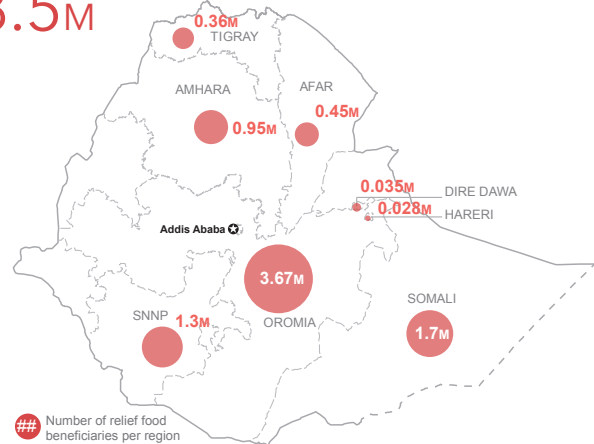 .5M
0.36M
TIGRAY
AMHARA
AFAR
0.45M
0.95M
0.035M
DIRE DAWA
0.028M
HARERI
Addis Ababa
3.67M
SOMALI
SNNP
1.3M
OROMIA
1.7M
## Number of relief food
beneficiaries per region